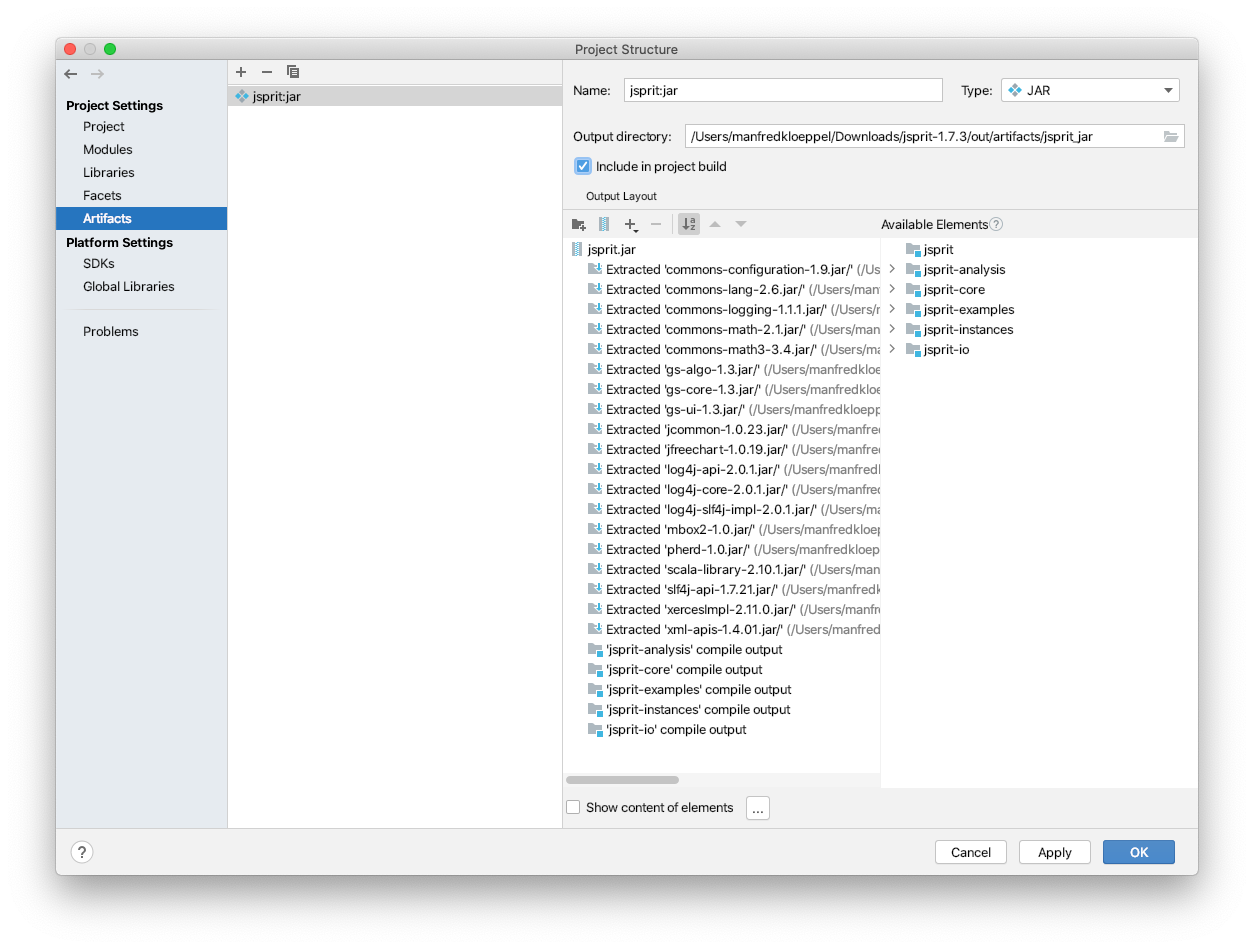 Project Structure
Project Settings
Project
Modules
Libraries
Facets
Artifacts
Platform Settings
SDKs
Global Libraries
Problems
jsprit:jar
Name: jsprit:jar Type: JAR
Output directory: /Users/manfredkloeppel/Downloads/jsprit-1.7.3/out/artifacts/jsprit_jar
Include in project build
Output Layout
Available Elements ?
jsprit.jar
Extracted 'commons-configuration-1.9.jar/' (/Us
Extracted 'commons-lang-2.6.jar/' (/Users/man
Extracted 'commons-logging-1.1.1.jar/' (/Users/r
Extracted 'commons-math-2.1.jar/' (/Users/man
Extracted 'commons-math3-3.4.jar/' (/Users/ma
Extracted 'gs-algo-1.3.jar/' (/Users/manfredkloe
Extracted 'gs-core-1.3.jar/' (/Users/manfredkloe
Extracted 'gs-ui-1.3.jar/' (/Users/manfredkloepp
Extracted 'jcommon-1.0.23.jar/' (/Users/manfred
Extracted 'jfreechart-1.0.19.jar/' (/Users/manfre
Extracted 'log4j-api-2.0.1.jar/' (/Users/manfredkl
Extracted 'log4j-core-2.0.1.jar/' (/Users/manfred
Extracted 'log4j-slf4j-impl-2.0.1.jar/' (/Users/ma
Extracted 'mbox2-1.0.jar/' (/Users/manfredkloep
Extracted 'pherd-1.0.jar/' (/Users/manfredkloep
Extracted 'scala-library-2.10.1.jar/' (/Users/man
Extracted 'slf4j-api-1.7.21.jar/' (/Users/manfredk
Extracted 'xercesImpl-2.11.0.jar/' (/Users/manfr
Extracted 'xml-apis-1.4.01.jar/' (/Users/manfred
'jsprit-analysis' compile output
'jsprit-core' compile output
'jsprit-examples' compile output
'jsprit-instances' compile output
'jsprit-io' compile output
jsprit
jsprit-analysis
jsprit-core
jsprit-examples
jsprit-instances
jsprit-io
Show content of elements ...
? Cancel Apply OK